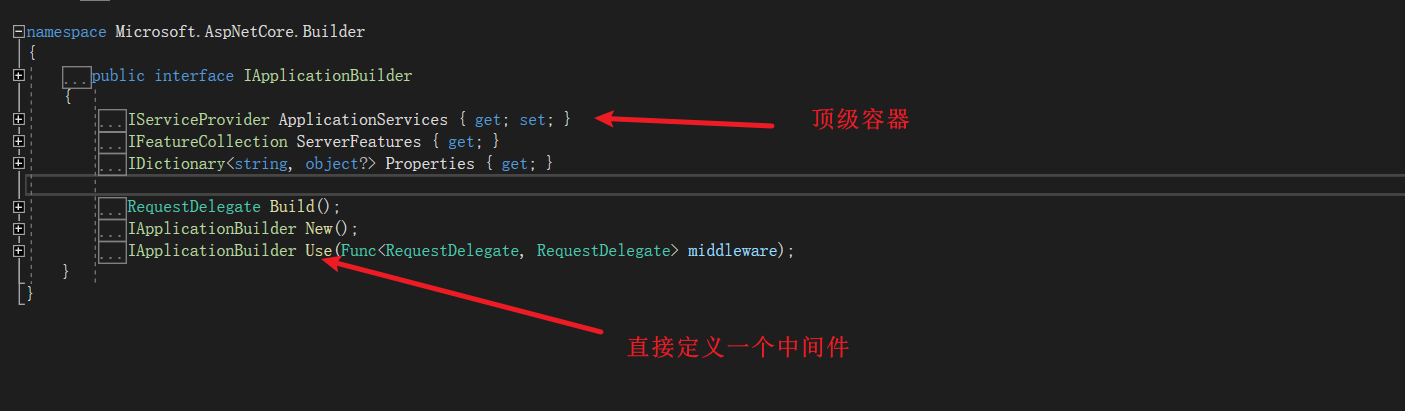 namespace Microsoft.AspNetCore.Builder
{
...public interface IApplicationBuilder
{
...IServiceProvider ApplicationServices { get; set; }
顶级容器
...IFeatureCollection ServerFeatures { get; }
...IDictionary<string, object?> Properties { get; }
...RequestDelegate Build();
...IApplicationBuilder New();
...IApplicationBuilder Use(Func<RequestDelegate, RequestDelegate> middleware);
}
}
直接定义一个中间件